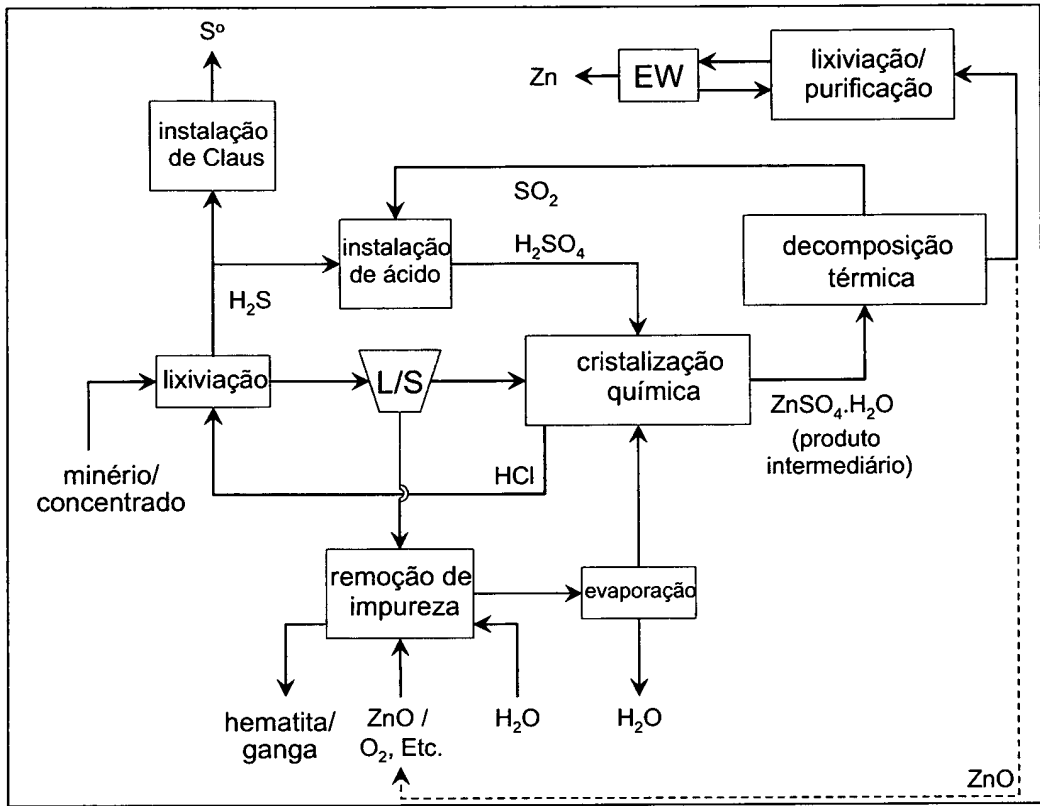 Sº
instalação
de Claus
Zn
EW
lixiviação/
purificação
SO2
instalação
de ácido
H2SO4
decomposição
térmica
H2S
lixiviação
L/S
cristalização
química
ZnSO4.H2O
(produto
intermediário)
minério/
concentrado
HCl
remoção de
impureza
evaporação
hematita/
ganga
ZnO /
O2, Etc.
H2O
H2O
ZnO